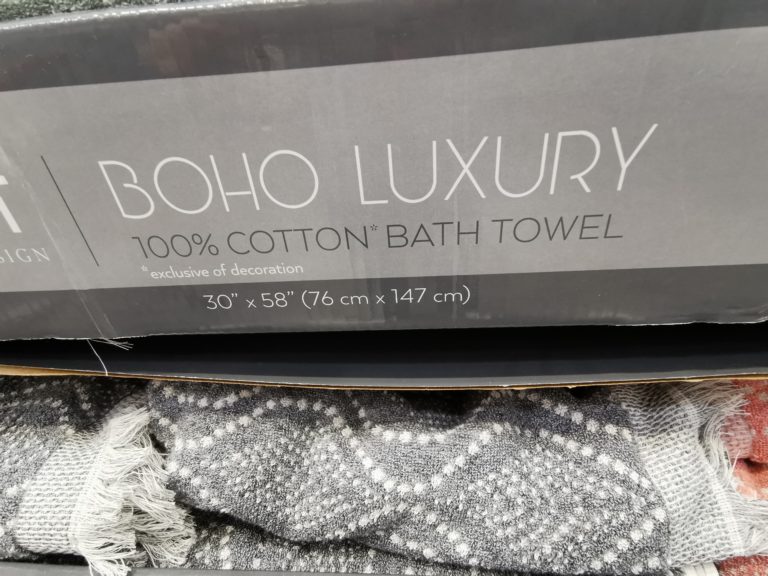 BOHO LUXURY
100% COTTON* BATH TOWEL
*exclusive of decoration
30” x 58” (76 cm x 147 cm)